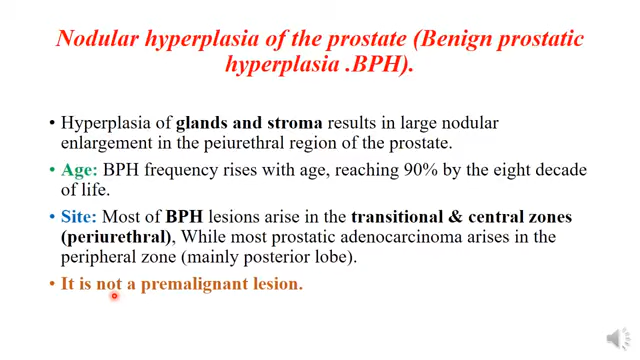 Nodular hyperplasia of the prostate (Benign prostatic
hyperplasia .BPH).
• Hyperplasia of glands and stroma results in large nodular
enlargement in the peiurethral region of the prostate.
• Age: BPH frequency rises with age, reaching 90% by the eight decade
of life.
• Site: Most of BPH lesions arise in the transitional & central zones
(periurethral), While most prostatic adenocarcinoma arises in the
peripheral zone (mainly posterior lobe).
• It is not a premalignant lesion.